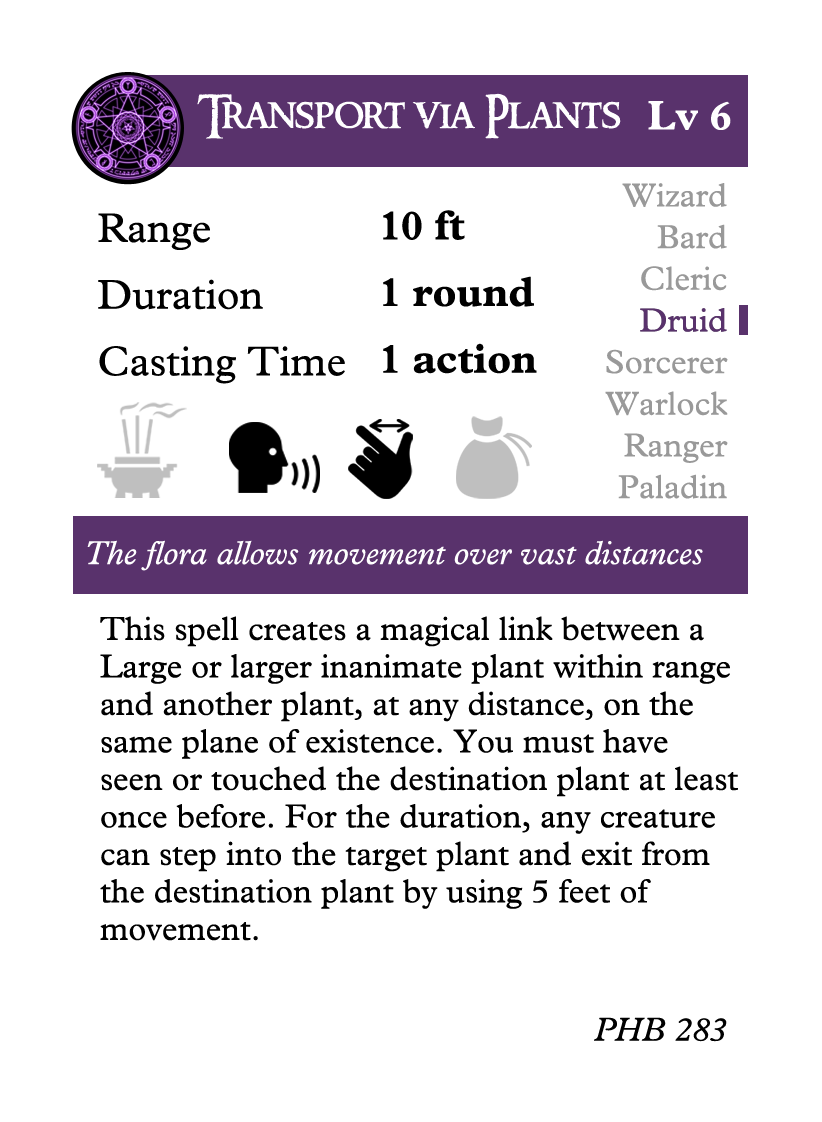 Transport via Plants Lv 6
Range 10 ft
Duration 1 round
Casting Time 1 action
Wizard
Bard
Cleric
Druid
Sorcerer
Warlock
Ranger
Paladin
The flora allows movement over vast distances
This spell creates a magical link between a
Large or larger inanimate plant within range
and another plant, at any distance, on the
same plane of existence. You must have
seen or touched the destination plant at least
once before. For the duration, any creature
can step into the target plant and exit from
the destination plant by using 5 feet of
movement.
PHB 283